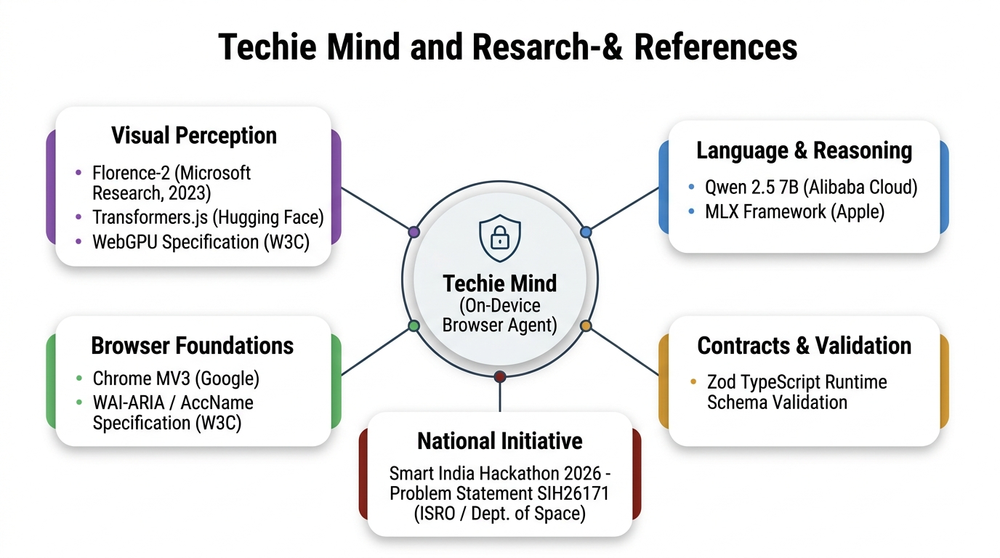 Techie Mind and Resarch-& References
Visual Perception
• Florence-2 (Microsoft
Research, 2023)
• Transformers.js (Hugging Face)
• WebGPU Specification (W3C)
Language & Reasoning
• Qwen 2.5 7B (Alibaba Cloud)
• MLX Framework (Apple)
Techie Mind
(On-Device
Browser Agent)
Browser Foundations
• Chrome MV3 (Google)
• WAI-ARIA / AccName
Specification (W3C)
Contracts & Validation
• Zod TypeScript Runtime
Schema Validation
National Initiative
Smart India Hackathon 2026 -
Problem Statement SIH26171
(ISRO / Dept. of Space)